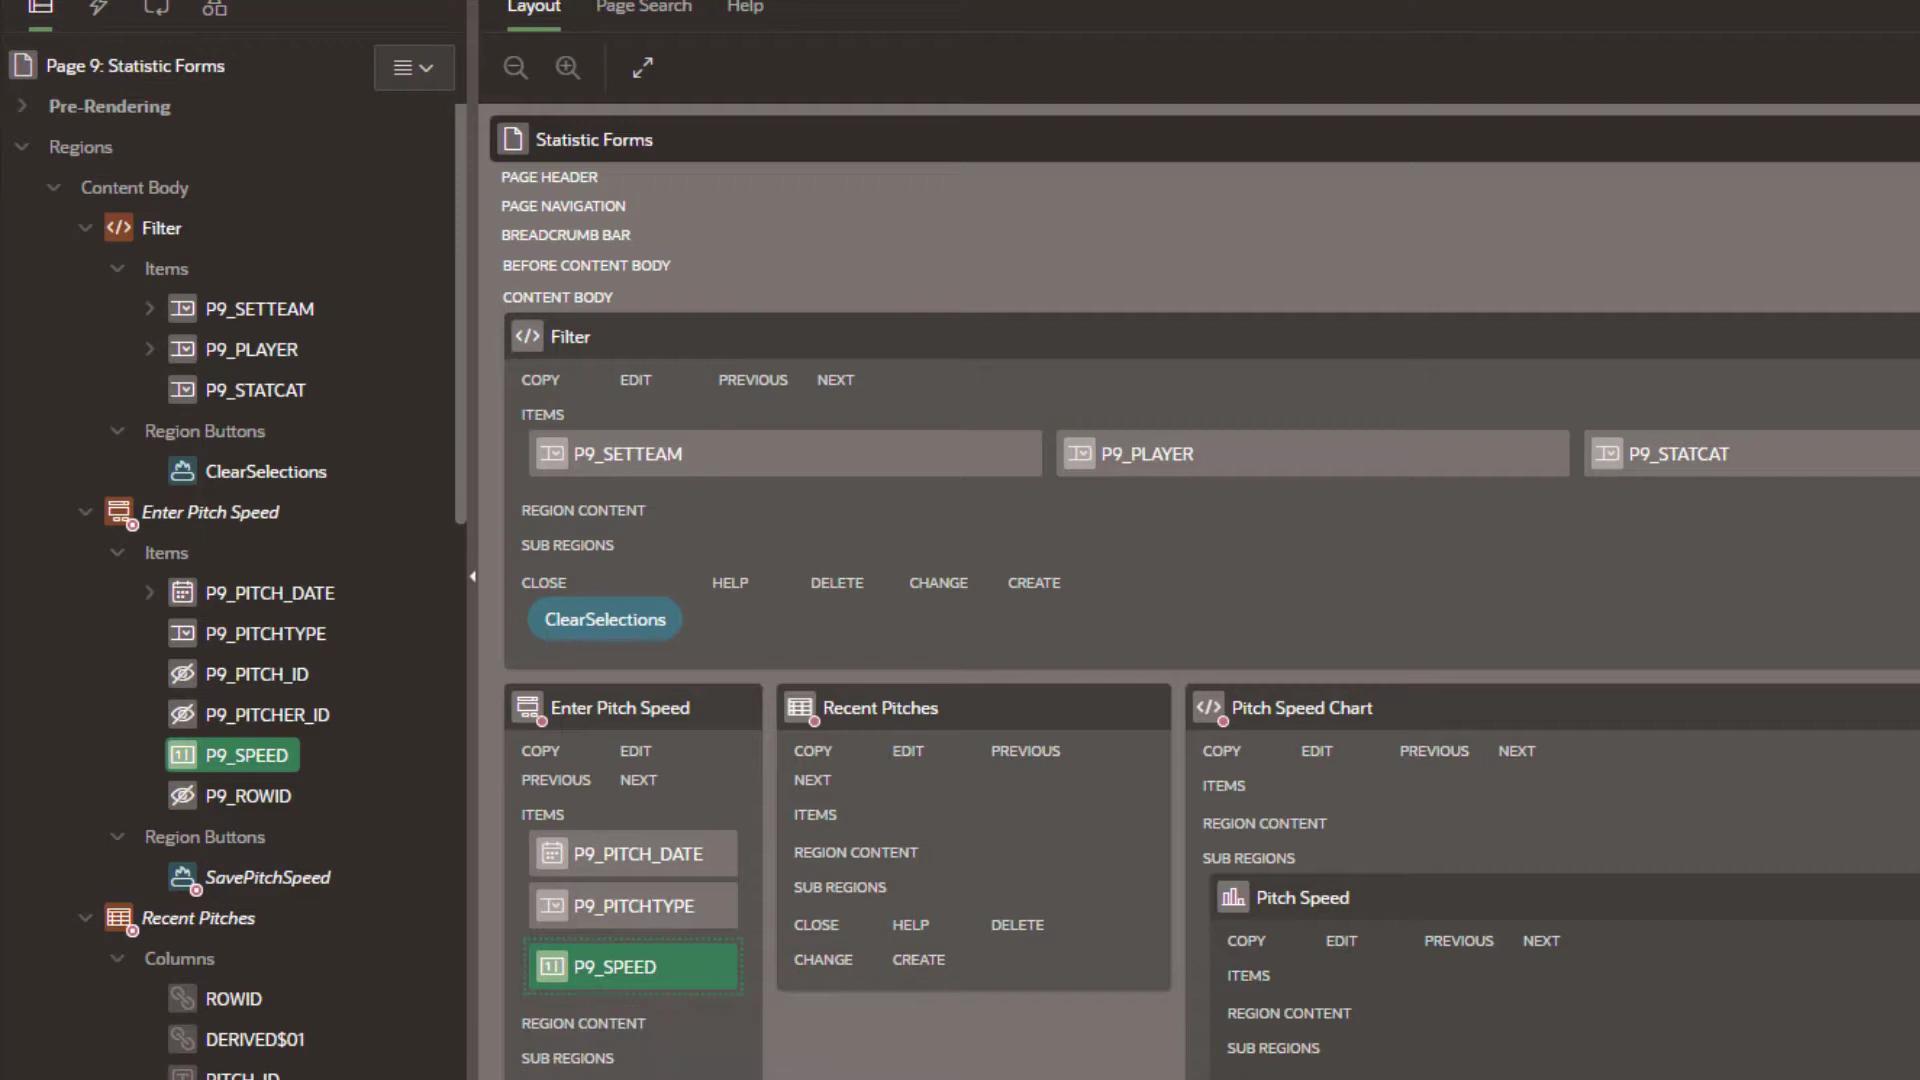 Layout
Page Search
Help
Page 9: Statistic Forms
Pre-Rendering
Regions
Content Body
Filter
Items
P9_SETTEAM
P9_PLAYER
P9_STATCAT
Region Buttons
ClearSelections
Enter Pitch Speed
Items
P9_PITCH_DATE
P9_PITCHTYPE
P9_PITCH_ID
P9_PITCHER_ID
P9_SPEED
P9_ROWID
Region Buttons
SavePitchSpeed
Recent Pitches
Columns
ROWID
DERIVED$01
PITCH_ID
Statistic Forms
PAGE HEADER
PAGE NAVIGATION
BREADCRUMB BAR
BEFORE CONTENT BODY
CONTENT BODY
Filter
COPY EDIT PREVIOUS NEXT
ITEMS
P9_SETTEAM P9_PLAYER P9_STATCAT
REGION CONTENT
SUB REGIONS
CLOSE HELP DELETE CHANGE CREATE
ClearSelections
Enter Pitch Speed
COPY EDIT
PREVIOUS NEXT
ITEMS
P9_PITCH_DATE
P9_PITCHTYPE
P9_SPEED
REGION CONTENT
SUB REGIONS
Recent Pitches
COPY EDIT PREVIOUS
NEXT
ITEMS
REGION CONTENT
SUB REGIONS
CLOSE HELP DELETE
CHANGE CREATE
Pitch Speed Chart
COPY EDIT PREVIOUS NEXT
ITEMS
REGION CONTENT
SUB REGIONS
Pitch Speed
COPY EDIT PREVIOUS NEXT
ITEMS
REGION CONTENT
SUB REGIONS